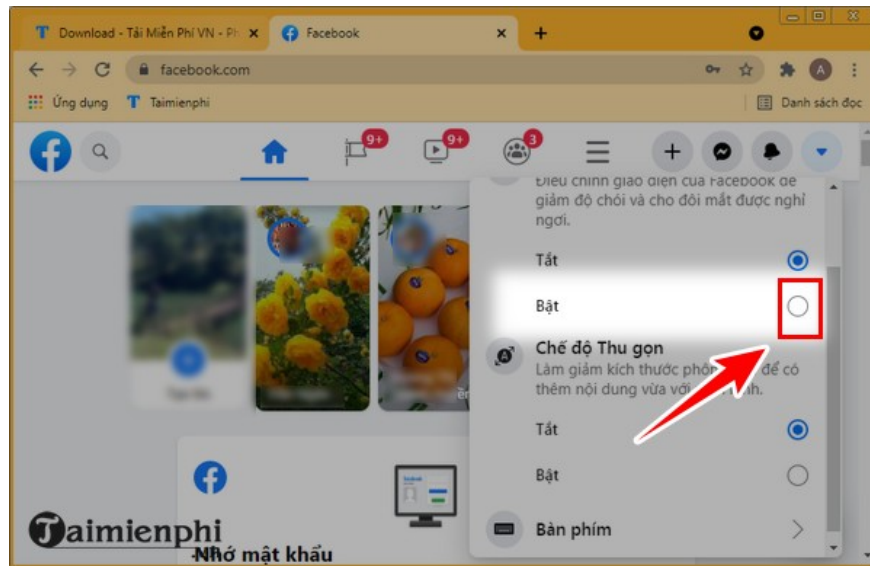 T Download - Tải Miễn Phí VN - Ph
Facebook
facebook.com
A
Ứng dụng
T Taimienphi
Danh sách đọc
9+
9+
3
Điều chỉnh giao diện của Facebook để
giảm độ chói và cho đôi mắt được nghỉ
ngơi.
Tắt
Bật
Chế độ Thu gọn
Làm giảm kích thước để có
thêm nội dung vừa với
Tắt
Bật
Bàn phím
Taimienphi
Nhớ mật khẩu